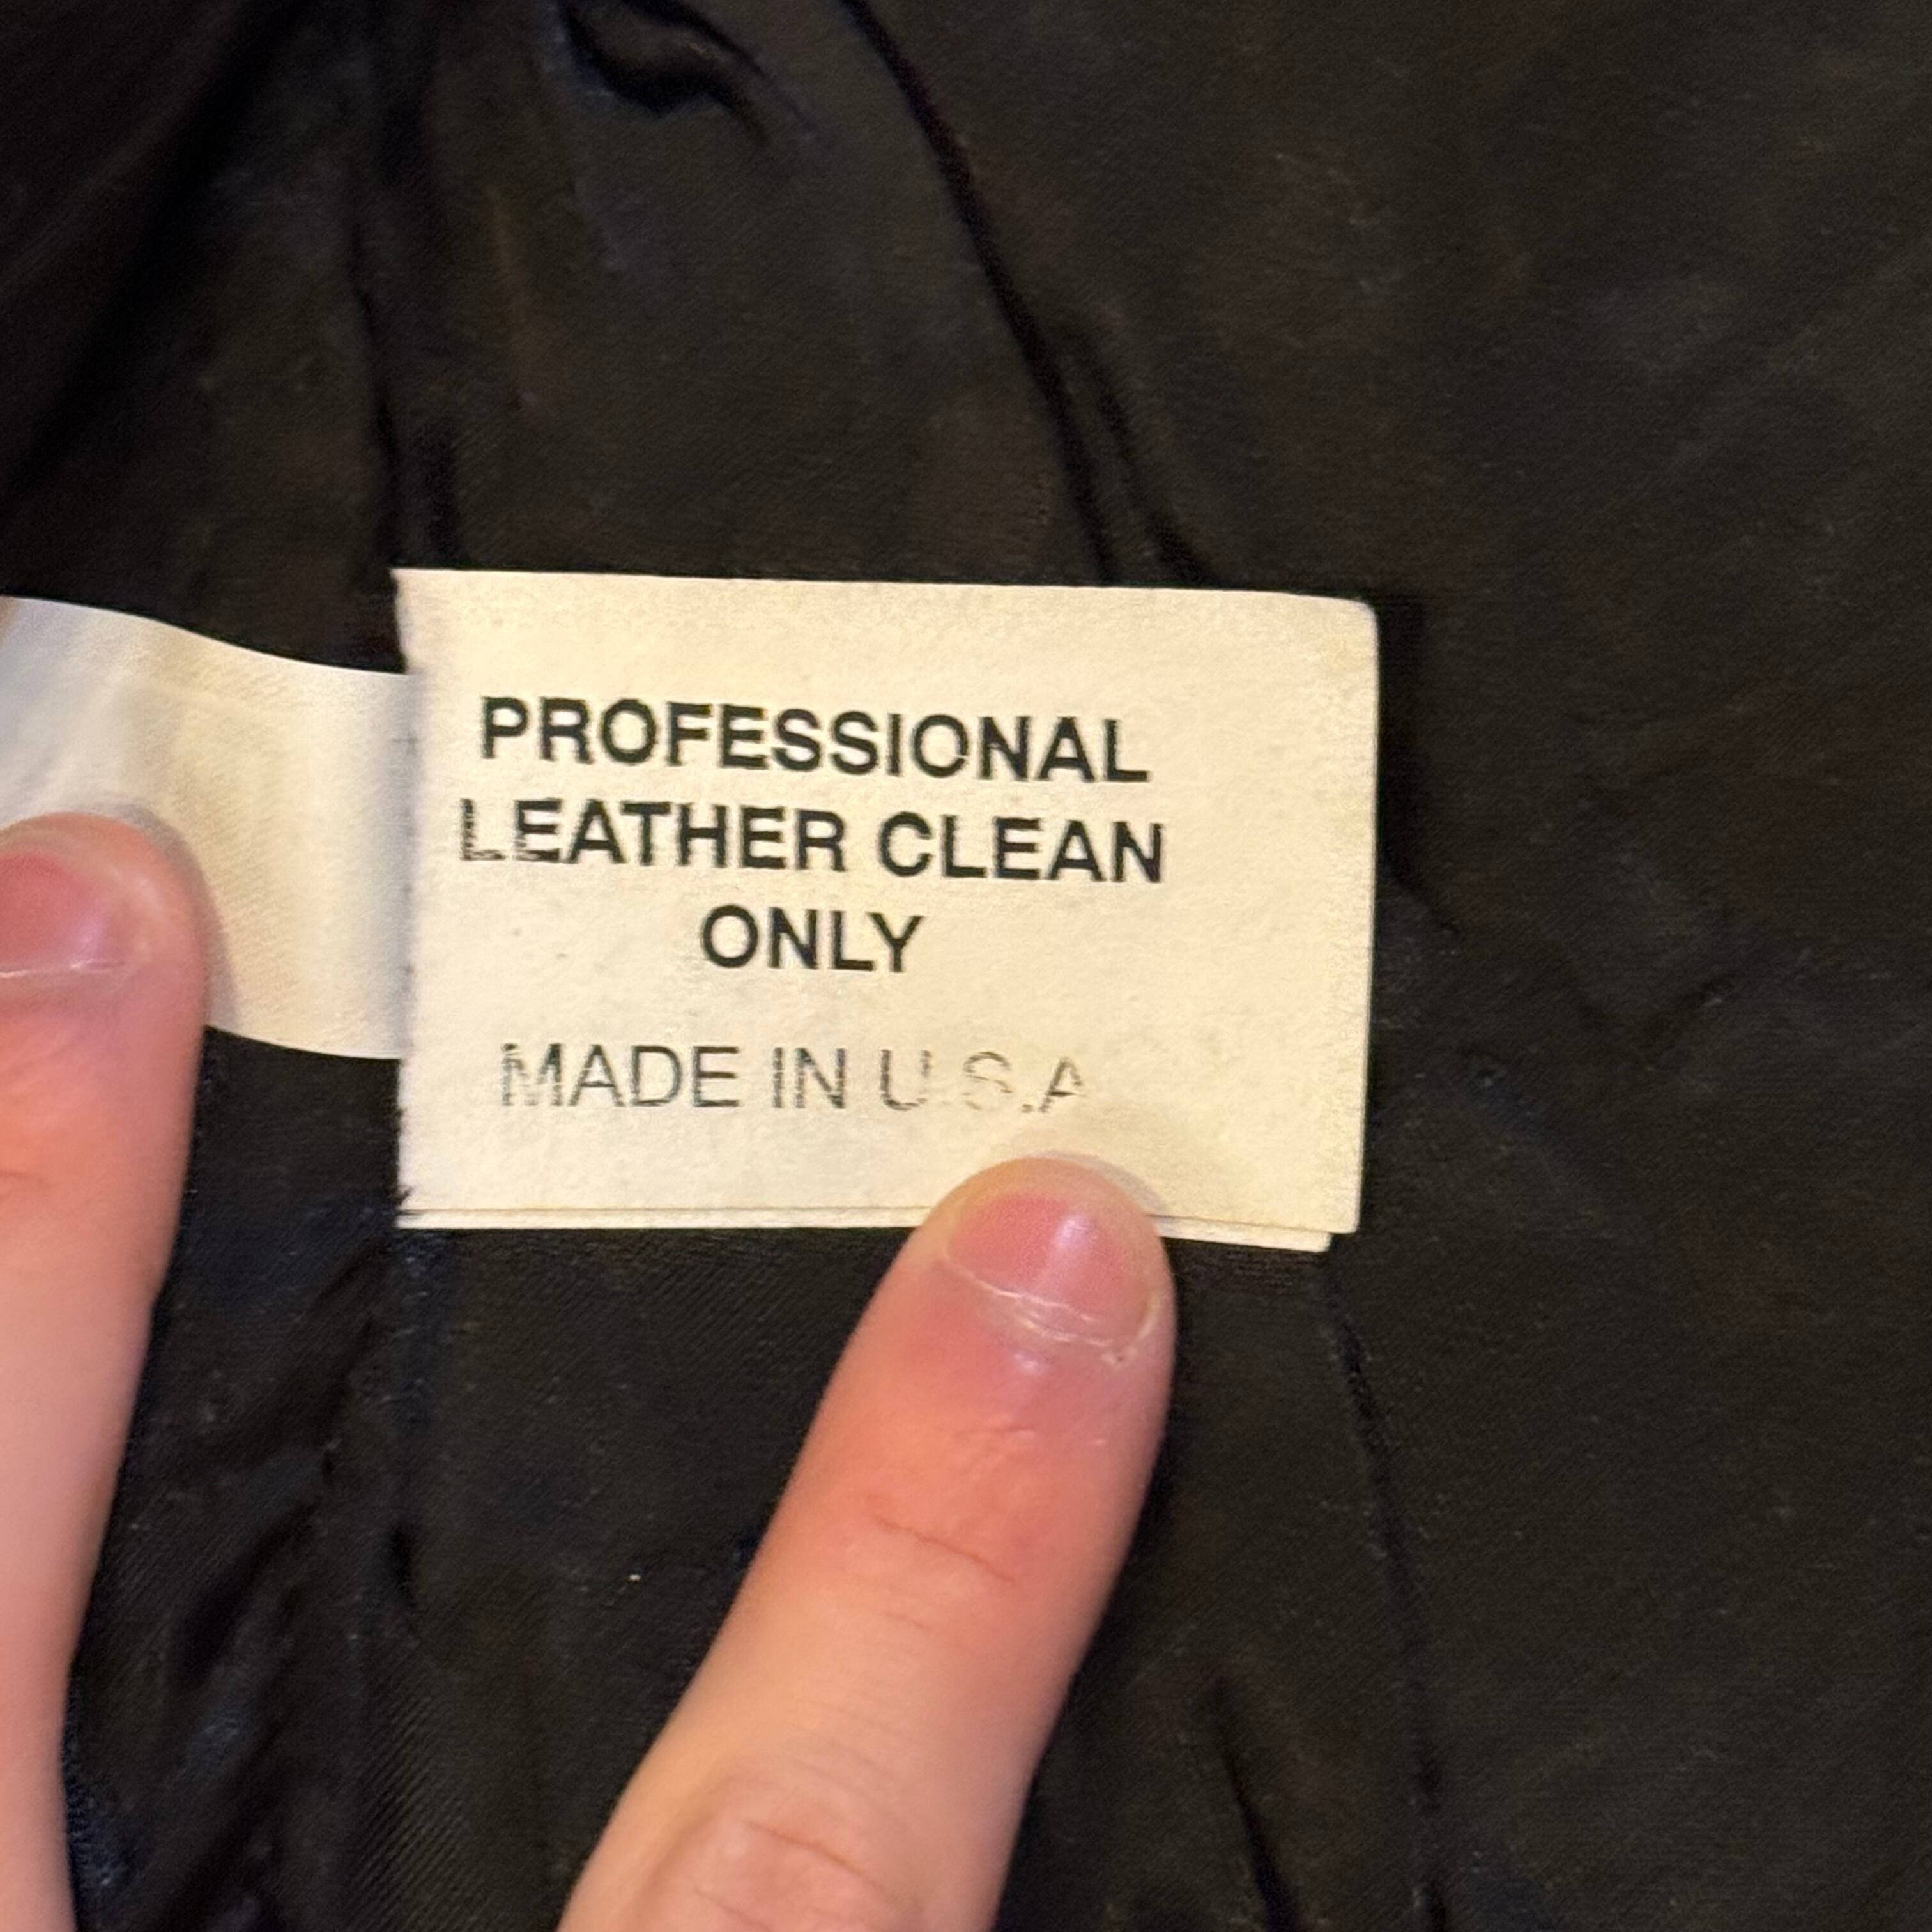 PROFESSIONAL
LEATHER CLEAN
ONLY
MADE IN U.S.A